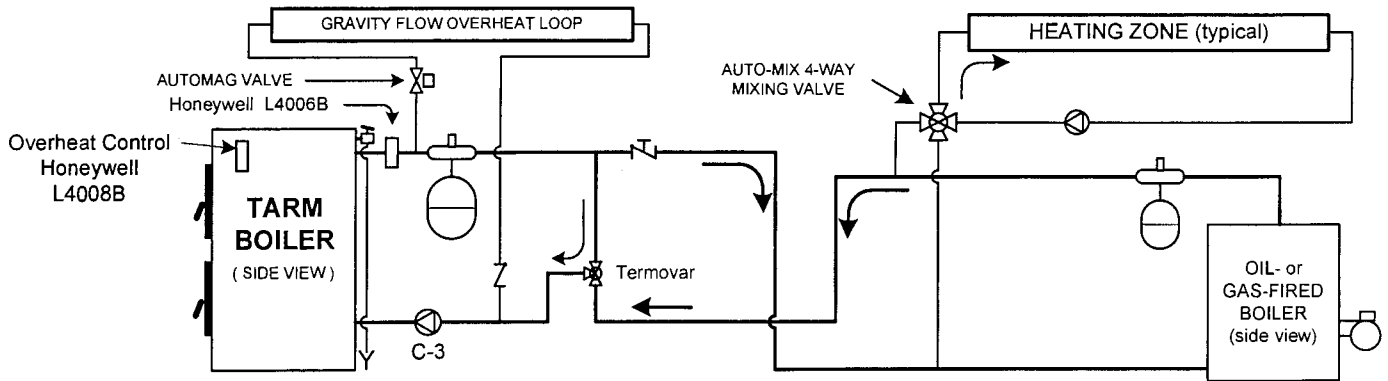 GRAVITY FLOW OVERHEAT LOOP
HEATING ZONE (typical)
AUTOMAG VALVE
Honeywell L4006B
AUTO-MIX 4-WAY
MIXING VALVE
Overheat Control
Honeywell
L4008B
TARM
BOILER
( SIDE VIEW )
Termovar
C-3
OIL- or
GAS-FIRED
BOILER
(side view)